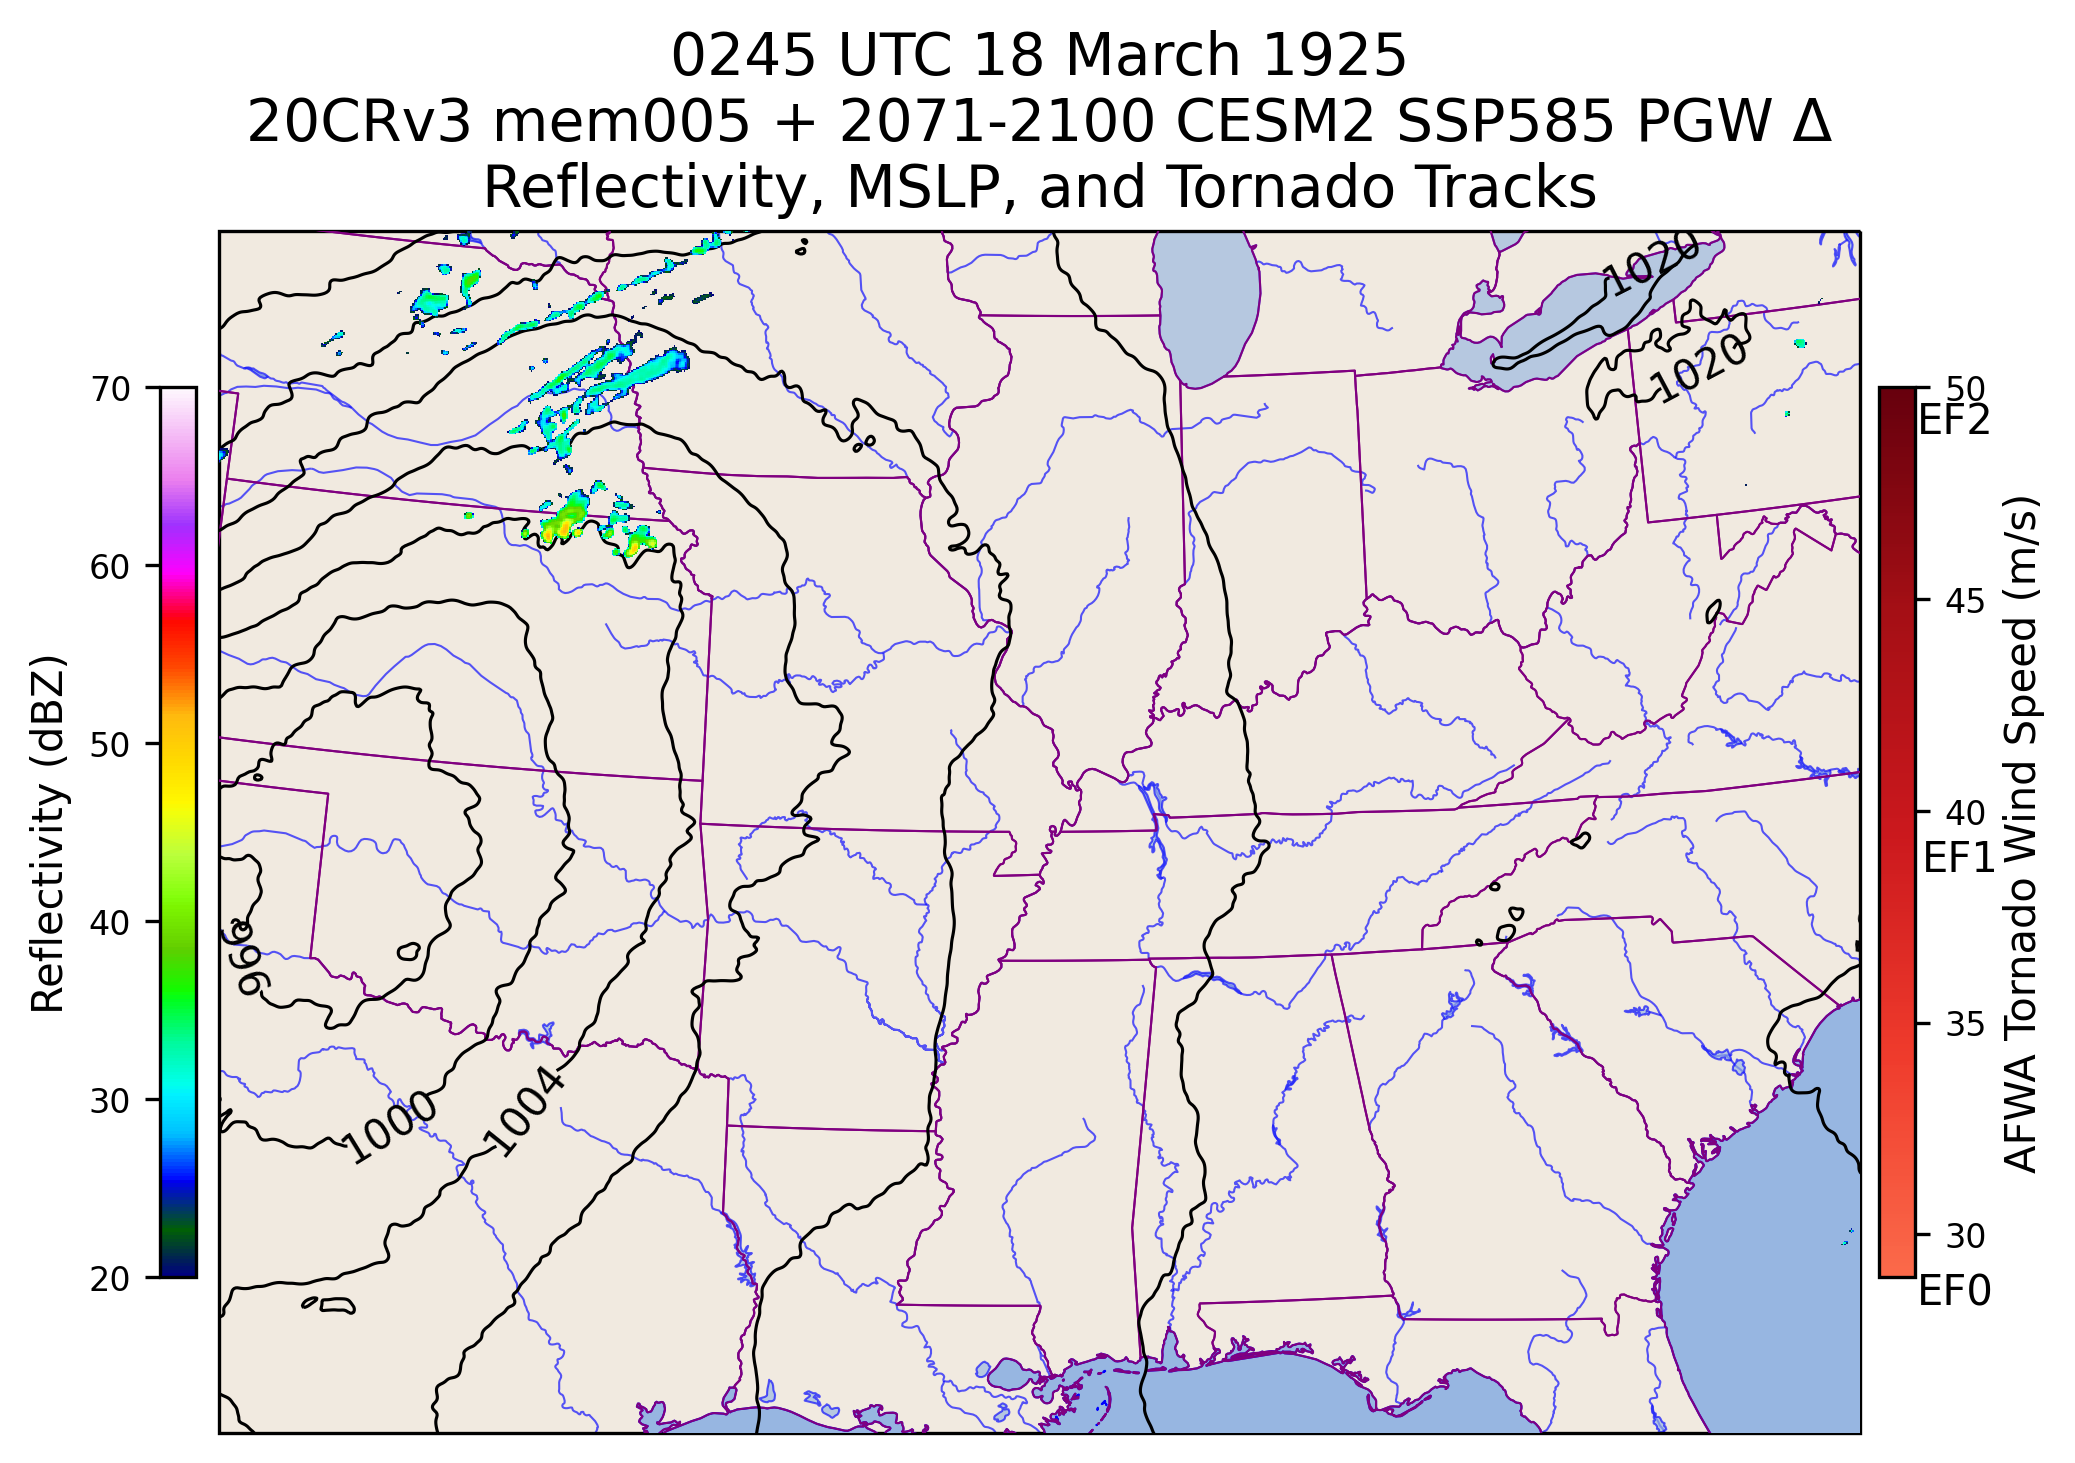 0245 UTC 18 March 1925
20CRv3 mem005 + 2071-2100 CESM2 SSP585 PGW Δ
Reflectivity, MSLP, and Tornado Tracks
1020
1020
996
1000
1004
Reflectivity (dBZ)
70
60
50
40
30
20
50
EF2
45
40
EF1
35
30
EF0
AFWA Tornado Wind Speed (m/s)